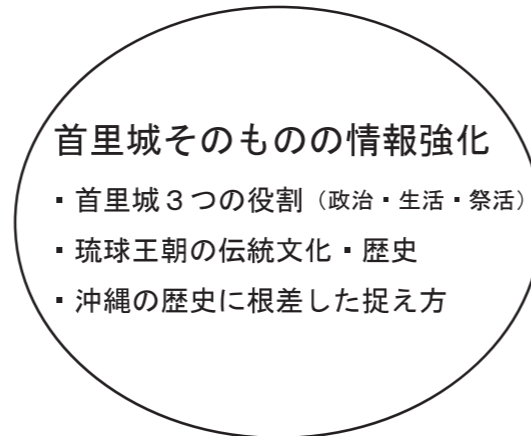 首里城そのものの情報強化
・首里城３つの役割（政治・生活・祭活）
・琉球王朝の伝統文化・歴史
・沖縄の歴史に根差した捉え方